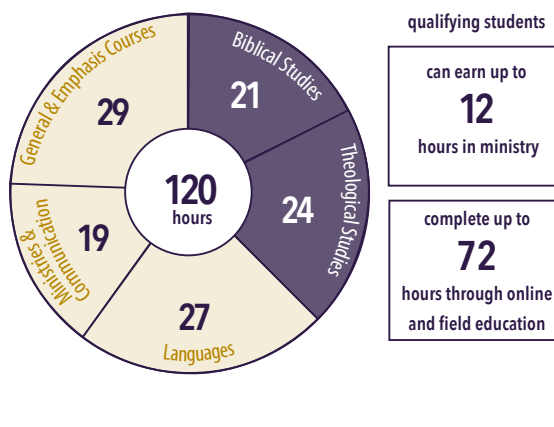 General & Emphasis Courses
29
Biblical Studies
21
Theological Studies
24
Languages
27
Ministries &
Communication
19
120
hours
qualifying students
can earn up to
12
hours in ministry
complete up to
72
hours through online
and field education